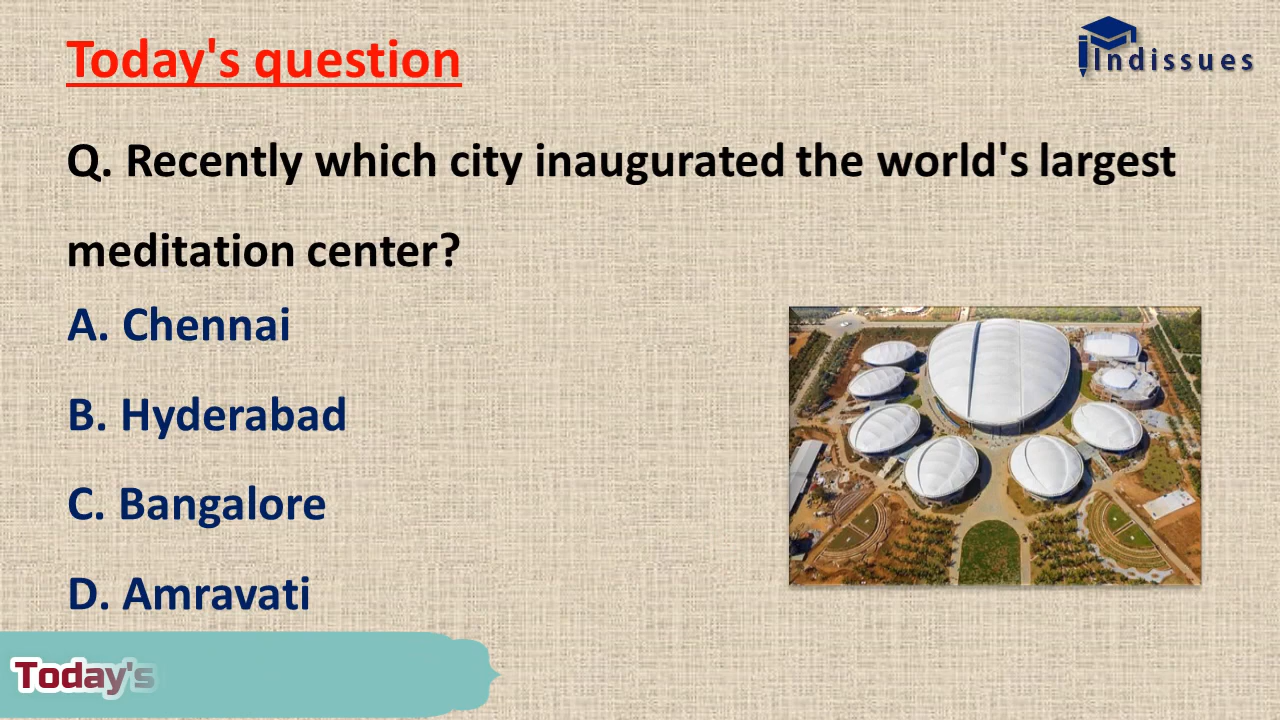 Today's question
Indissues
Q. Recently which city inaugurated the world's largest
meditation center?
A. Chennai
B. Hyderabad
C. Bangalore
D. Amravati
Today's